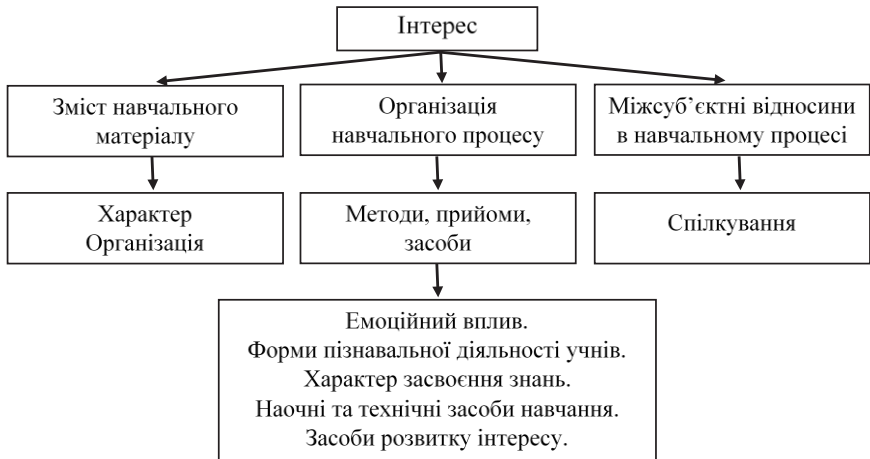 Інтерес
Зміст навчального
матеріалу
Організація
навчального процесу
Міжсуб’єктні відносини
в навчальному процесі
Характер
Організація
Методи, прийоми,
засоби
Спілкування
Емоційний вплив.
Форми пізнавальної діяльності учнів.
Характер засвоєння знань.
Наочні та технічні засоби навчання.
Засоби розвитку інтересу.